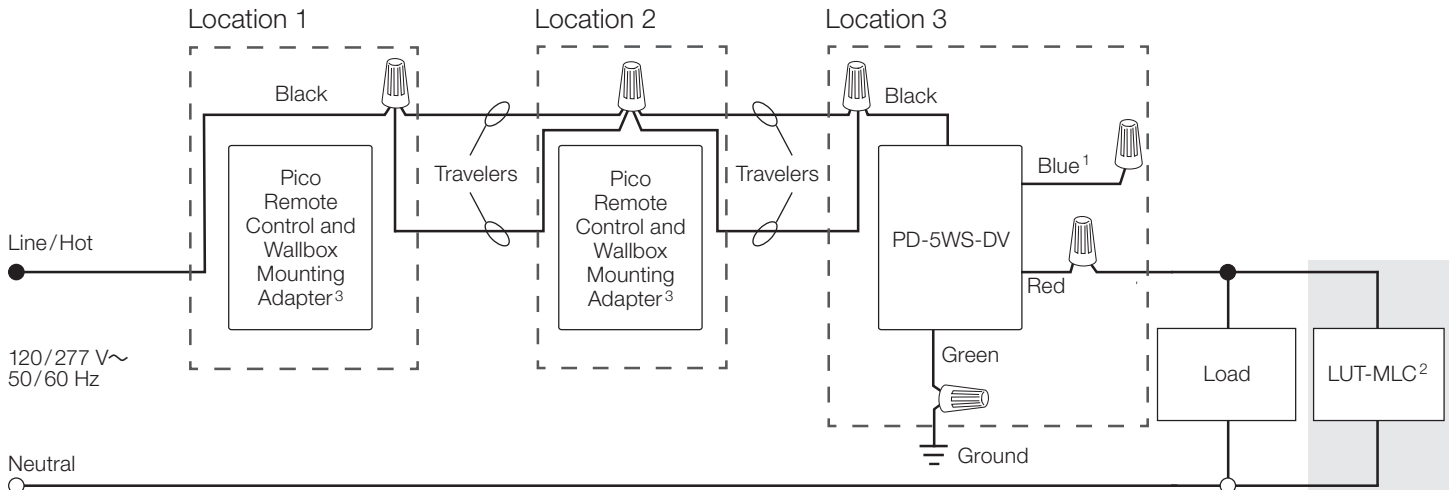 Location 1
Location 2
Location 3
Black
Black
Travelers
Travelers
Pico
Remote
Control and
Wallbox
Mounting
Adapter3
Pico
Remote
Control and
Wallbox
Mounting
Adapter3
PD-5WS-DV
Blue1
Red
Green
Ground
Line/Hot
120/277 V~
50/60 Hz
Load
LUT-MLC2
Neutral